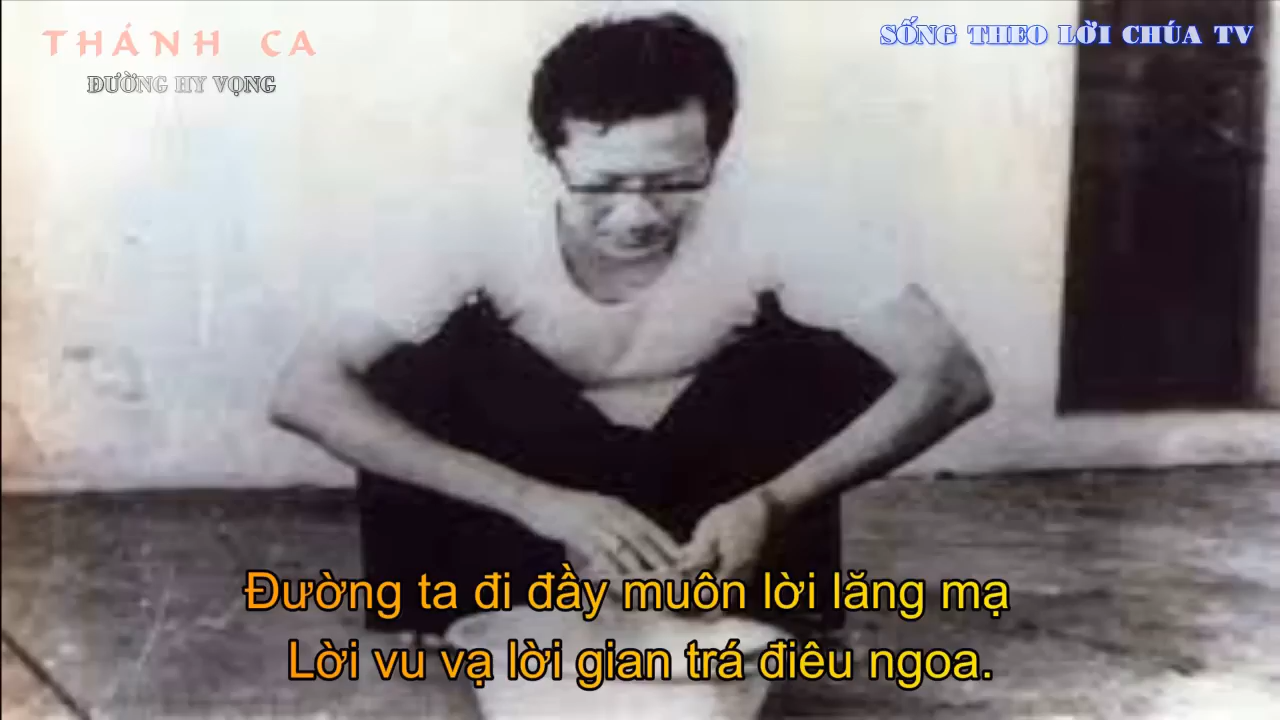 THÁNH CA
ĐƯỜNG HY VỌNG
SỐNG THEO LỜI CHÚA TV
Đường ta đi đầy muôn lời lăng mạ
Lời vu vạ lời gian trá điêu ngoa.